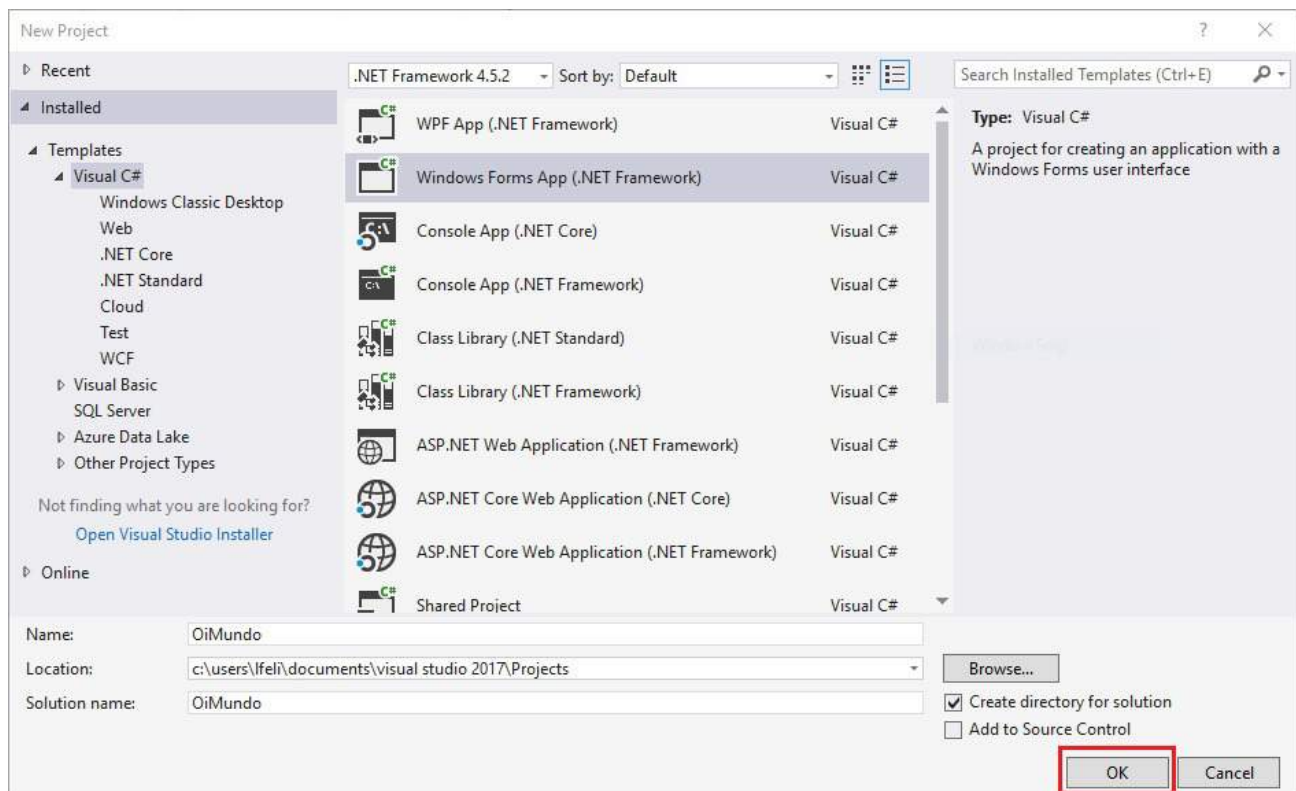 New Project
Recent
Installed
Templates
Visual C#
Windows Classic Desktop
Web
.NET Core
.NET Standard
Cloud
Test
WCF
Visual Basic
SQL Server
Azure Data Lake
Other Project Types
Not finding what you are looking for?
Open Visual Studio Installer
Online
.NET Framework 4.5.2 Sort by: Default
WPF App (.NET Framework) Visual C#
Windows Forms App (.NET Framework) Visual C#
Console App (.NET Core) Visual C#
Console App (.NET Framework) Visual C#
Class Library (.NET Standard) Visual C#
Class Library (.NET Framework) Visual C#
ASP.NET Web Application (.NET Framework) Visual C#
ASP.NET Core Web Application (.NET Core) Visual C#
ASP.NET Core Web Application (.NET Framework) Visual C#
Shared Project Visual C#
Search Installed Templates (Ctrl+E)
Type: Visual C#
A project for creating an application with a
Windows Forms user interface
Name: OiMundo
Location: c:\users\lfeli\documents\visual studio 2017\Projects
Browse...
Solution name: OiMundo
Create directory for solution
Add to Source Control
OK Cancel